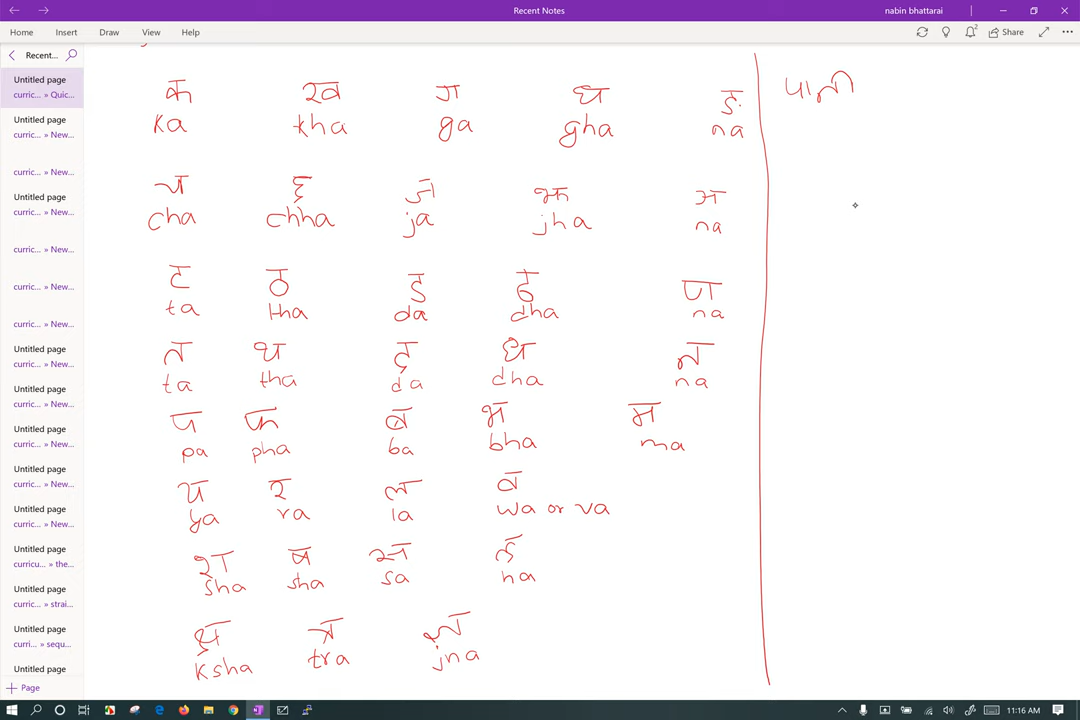 Recent Notes
nabin bhattarai
Home Insert Draw View Help
Share
Recent...
Untitled page
curric... » Quic...
Untitled page
curric... » New...
curric... » New...
Untitled page
curric... » New...
curric... » New...
curric... » New...
curric... » New...
Untitled page
curric... » New...
Untitled page
curric... » New...
Untitled page
curric... » New...
Untitled page
curric... » New...
Untitled page
curricu... » the...
Untitled page
curric... » strai...
Untitled page
curric... » sequ...
Untitled page
Page
क ख ग घ ङ
ka kha ga gha na
च छ ज झ ञ
cha chha ja jha na
ट ठ ड ढ ण
ta tha da dha na
त थ द ध न
ta tha da dha na
प फ ब भ म
pa pha ba bha ma
य र ल व
ya ra la wa or va
श ष स ह
sha sha sa ha
क्ष त्र ज्ञ
ksha tra jna
पानी
11:16 AM